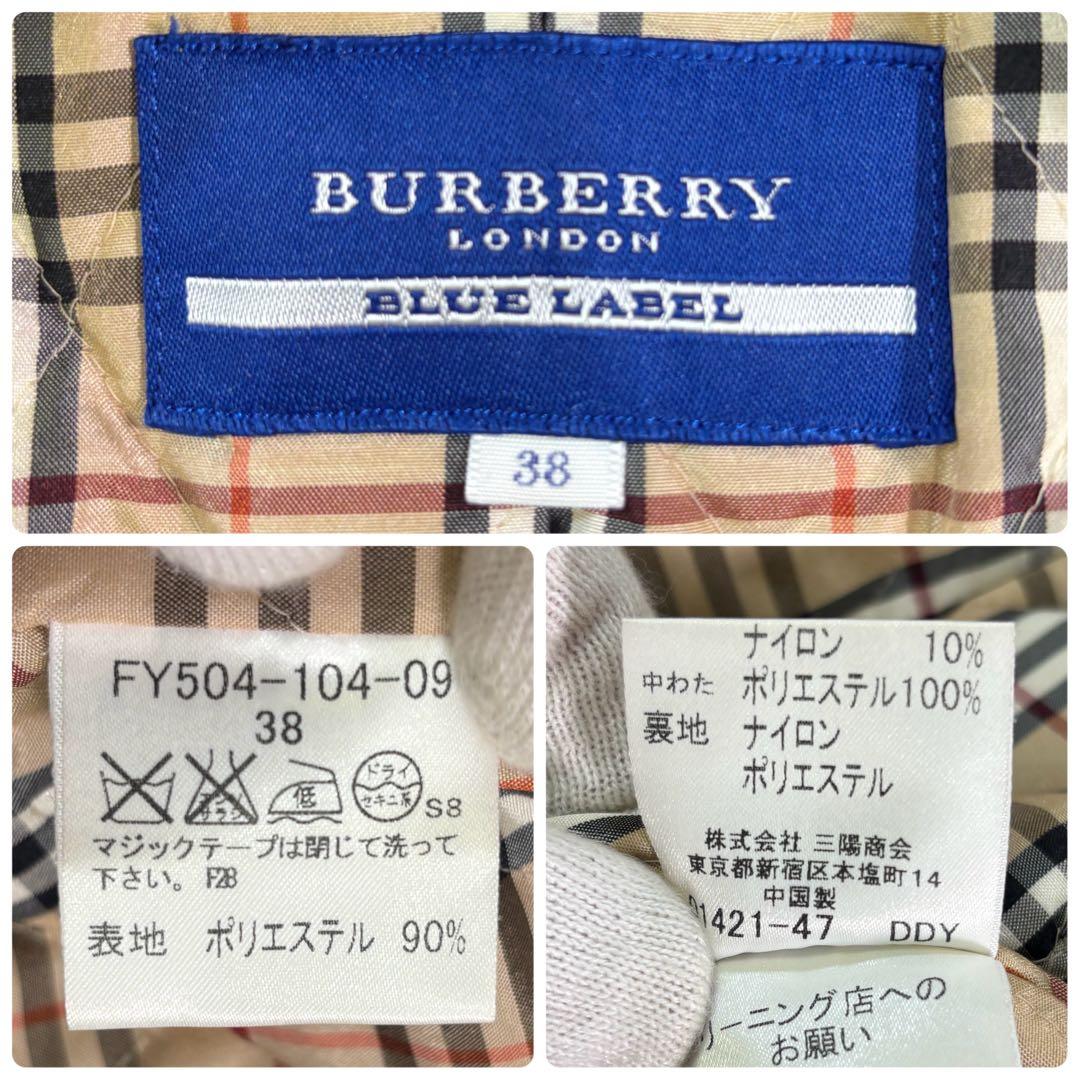 BURBERRY
LONDON
BLUE LABEL
38
FY504-104-09
38
低
ドライ
セキユ系
S8
マジックテープは閉じて洗って
下さい。F28
表地 ポリエステル 90%
ナイロン 10%
中わた ポリエステル100%
裏地 ナイロン
ポリエステル
株式会社 三陽商会
東京都新宿区本塩町14
中国製
1421-47 DDY
ーニング店への
お願い